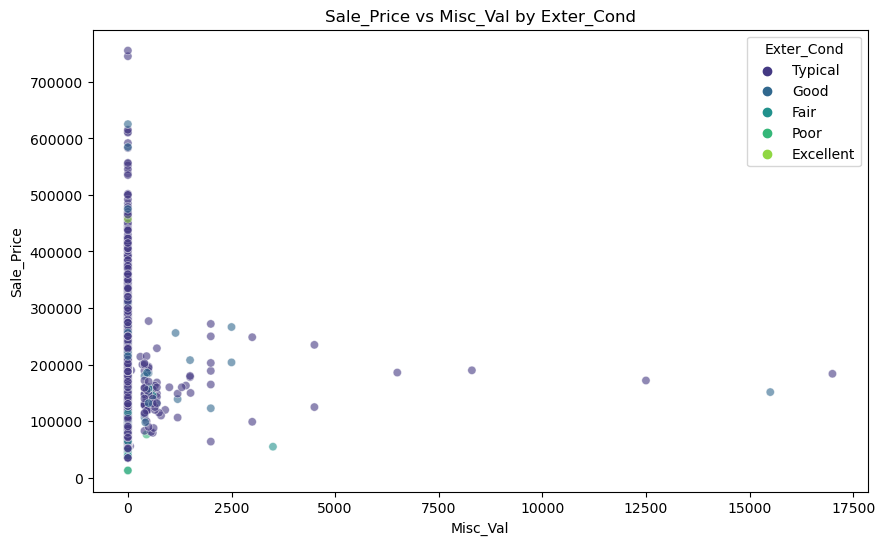 Sale_Price vs Misc_Val by Exter_Cond
Exter_Cond
Typical
Good
Fair
Poor
Excellent
Sale_Price
700000
600000
500000
400000
300000
200000
100000
0
0 2500 5000 7500 10000 12500 15000 17500
Misc_Val